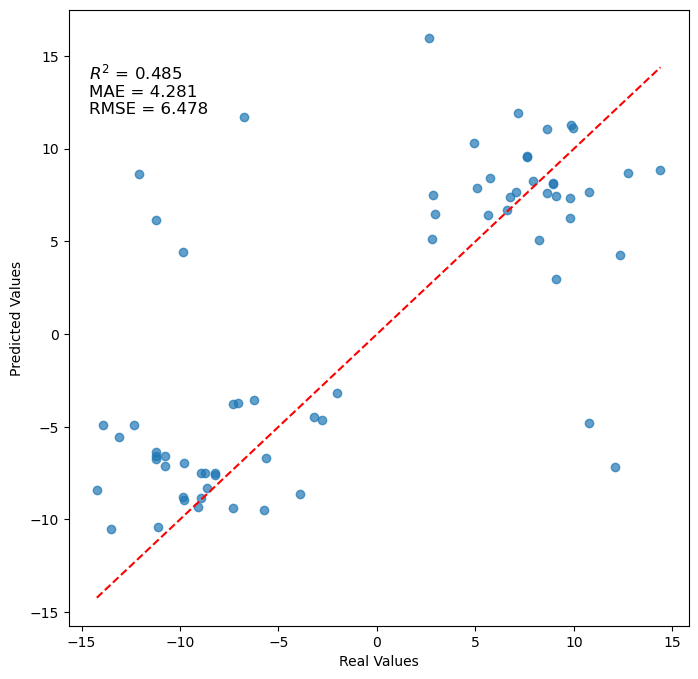 R² = 0.485
MAE = 4.281
RMSE = 6.478
15
10
5
0
−5
−10
−15
Predicted Values
−15 −10 −5 0 5 10 15
Real Values